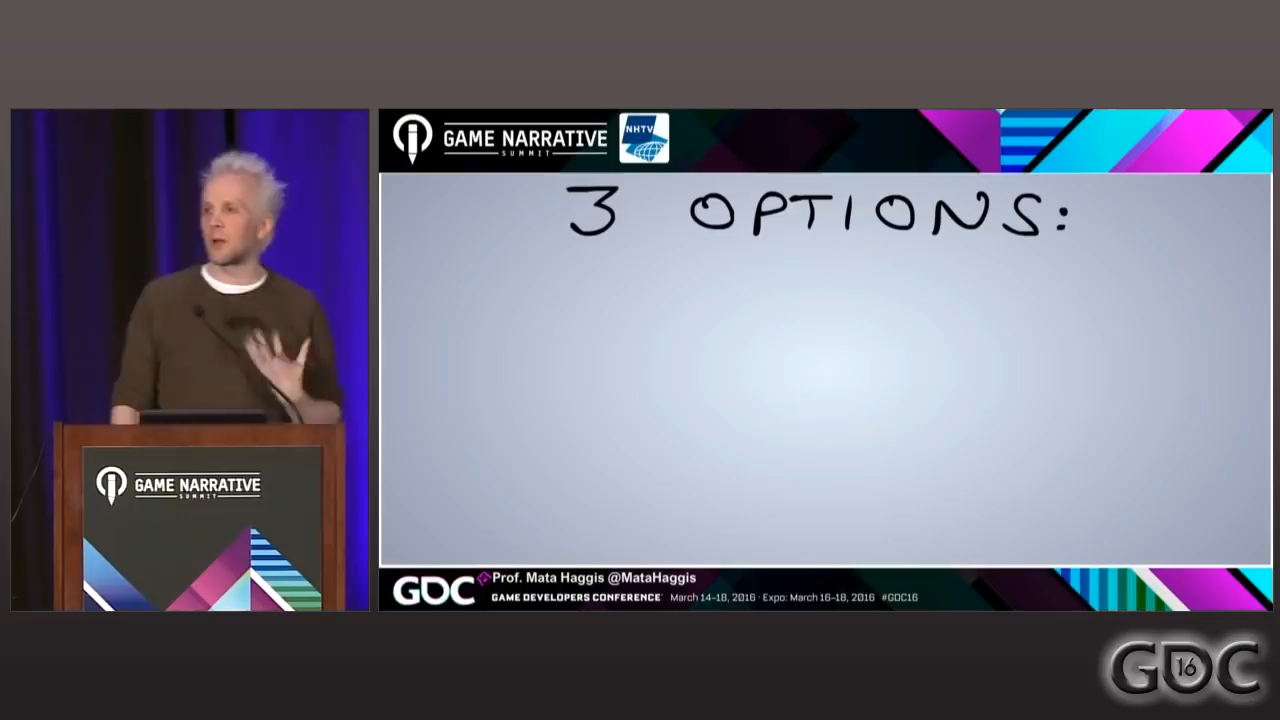 GAME NARRATIVE
SUMMIT
NHTV
3 OPTIONS:
GAME NARRATIVE
SUMMIT
GDC Prof. Mata Haggis @MataHaggis
GAME DEVELOPERS CONFERENCE March 14-18, 2016 · Expo: March 16-18, 2016 #GDC16
GDC 16